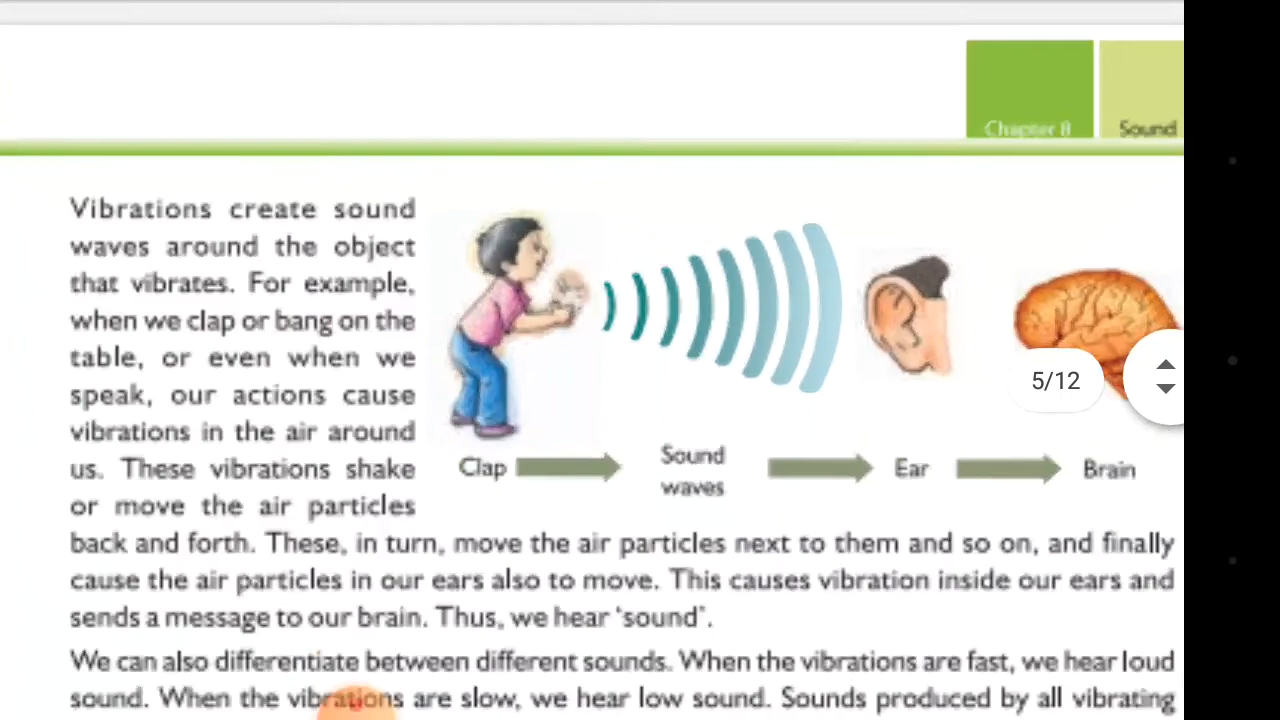 Chapter 8 Sound
Vibrations create sound
waves around the object
that vibrates. For example,
when we clap or bang on the
table, or even when we
speak, our actions cause
vibrations in the air around
us. These vibrations shake
or move the air particles
Clap
Sound
waves
Ear
Brain
5/12
back and forth. These, in turn, move the air particles next to them and so on, and finally
cause the air particles in our ears also to move. This causes vibration inside our ears and
sends a message to our brain. Thus, we hear ‘sound’.
We can also differentiate between different sounds. When the vibrations are fast, we hear loud
sound. When the vibrations are slow, we hear low sound. Sounds produced by all vibrating